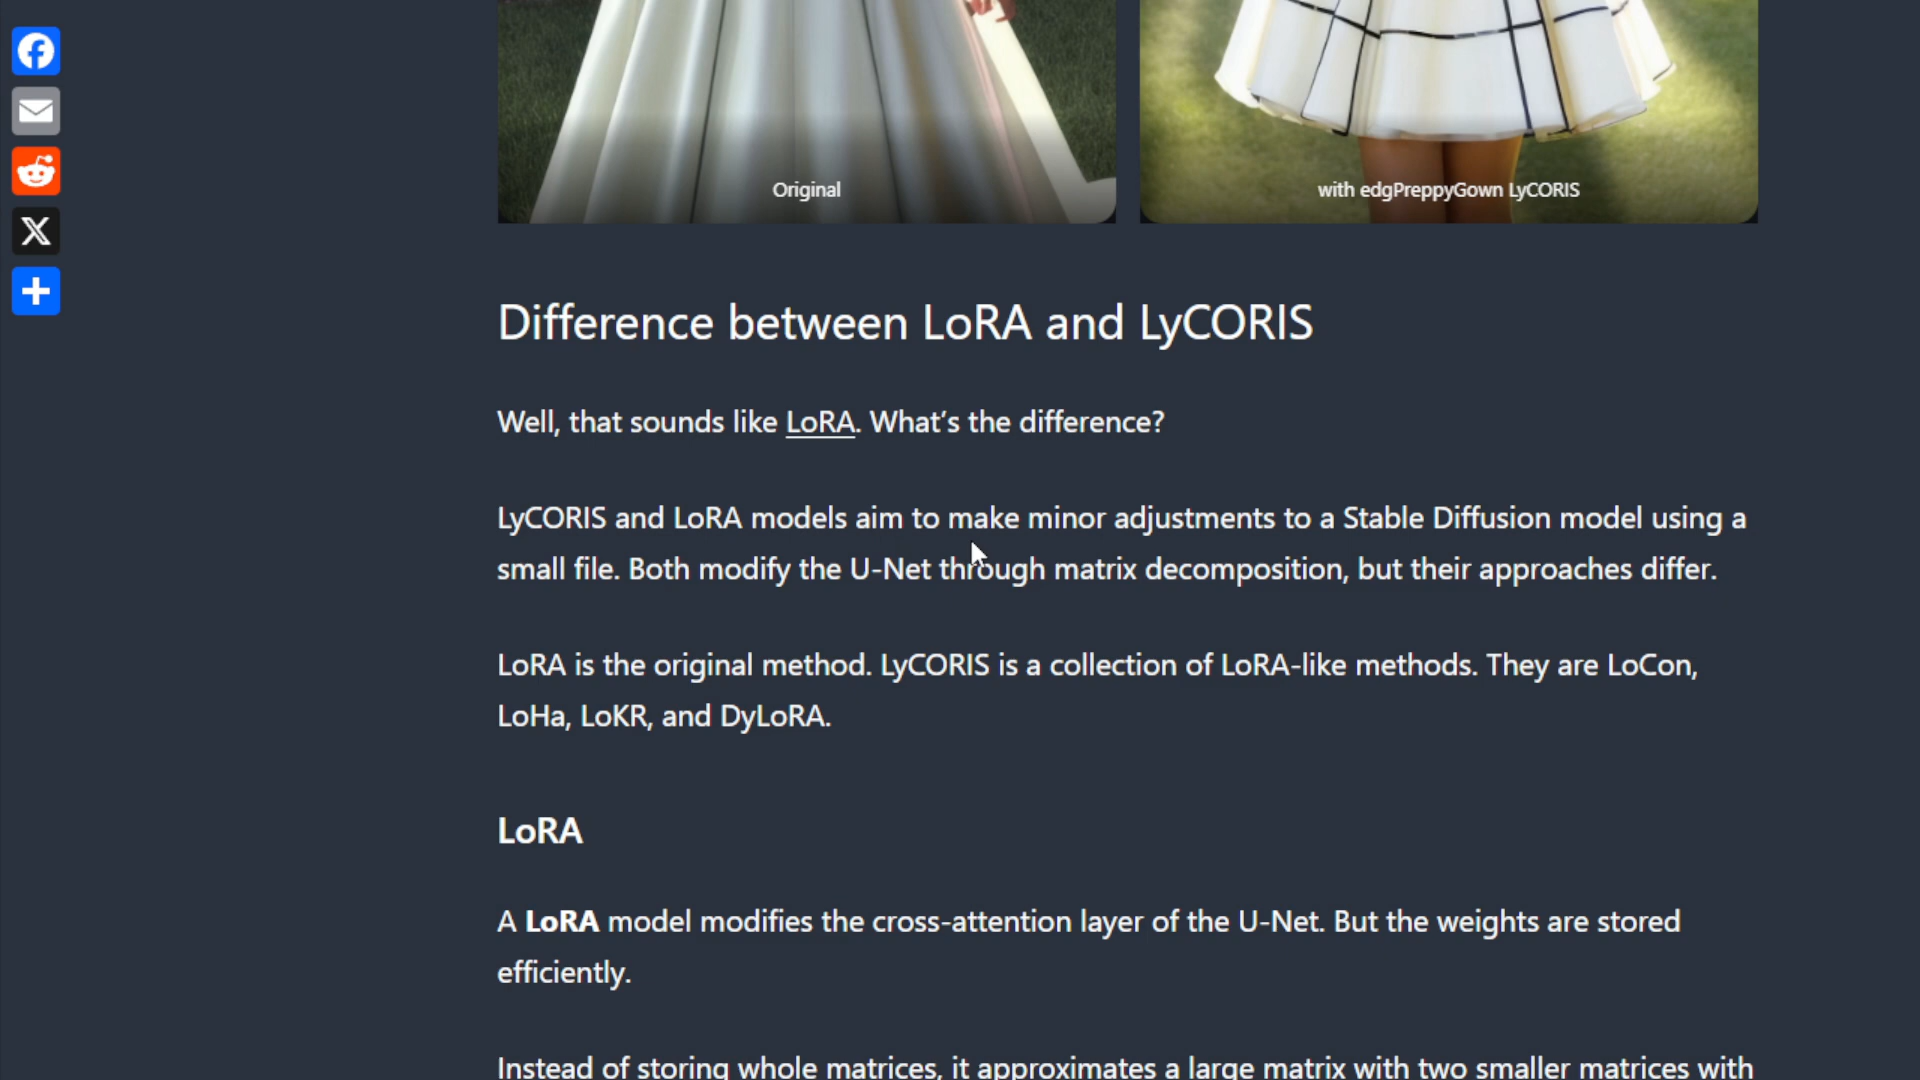 Original
with edgPreppyGown LyCORIS
Difference between LoRA and LyCORIS
Well, that sounds like LoRA. What's the difference?
LyCORIS and LoRA models aim to make minor adjustments to a Stable Diffusion model using a
small file. Both modify the U-Net through matrix decomposition, but their approaches differ.
LoRA is the original method. LyCORIS is a collection of LoRA-like methods. They are LoCon,
LoHa, LoKR, and DyLoRA.
LoRA
A LoRA model modifies the cross-attention layer of the U-Net. But the weights are stored
efficiently.
Instead of storing whole matrices, it approximates a large matrix with two smaller matrices with